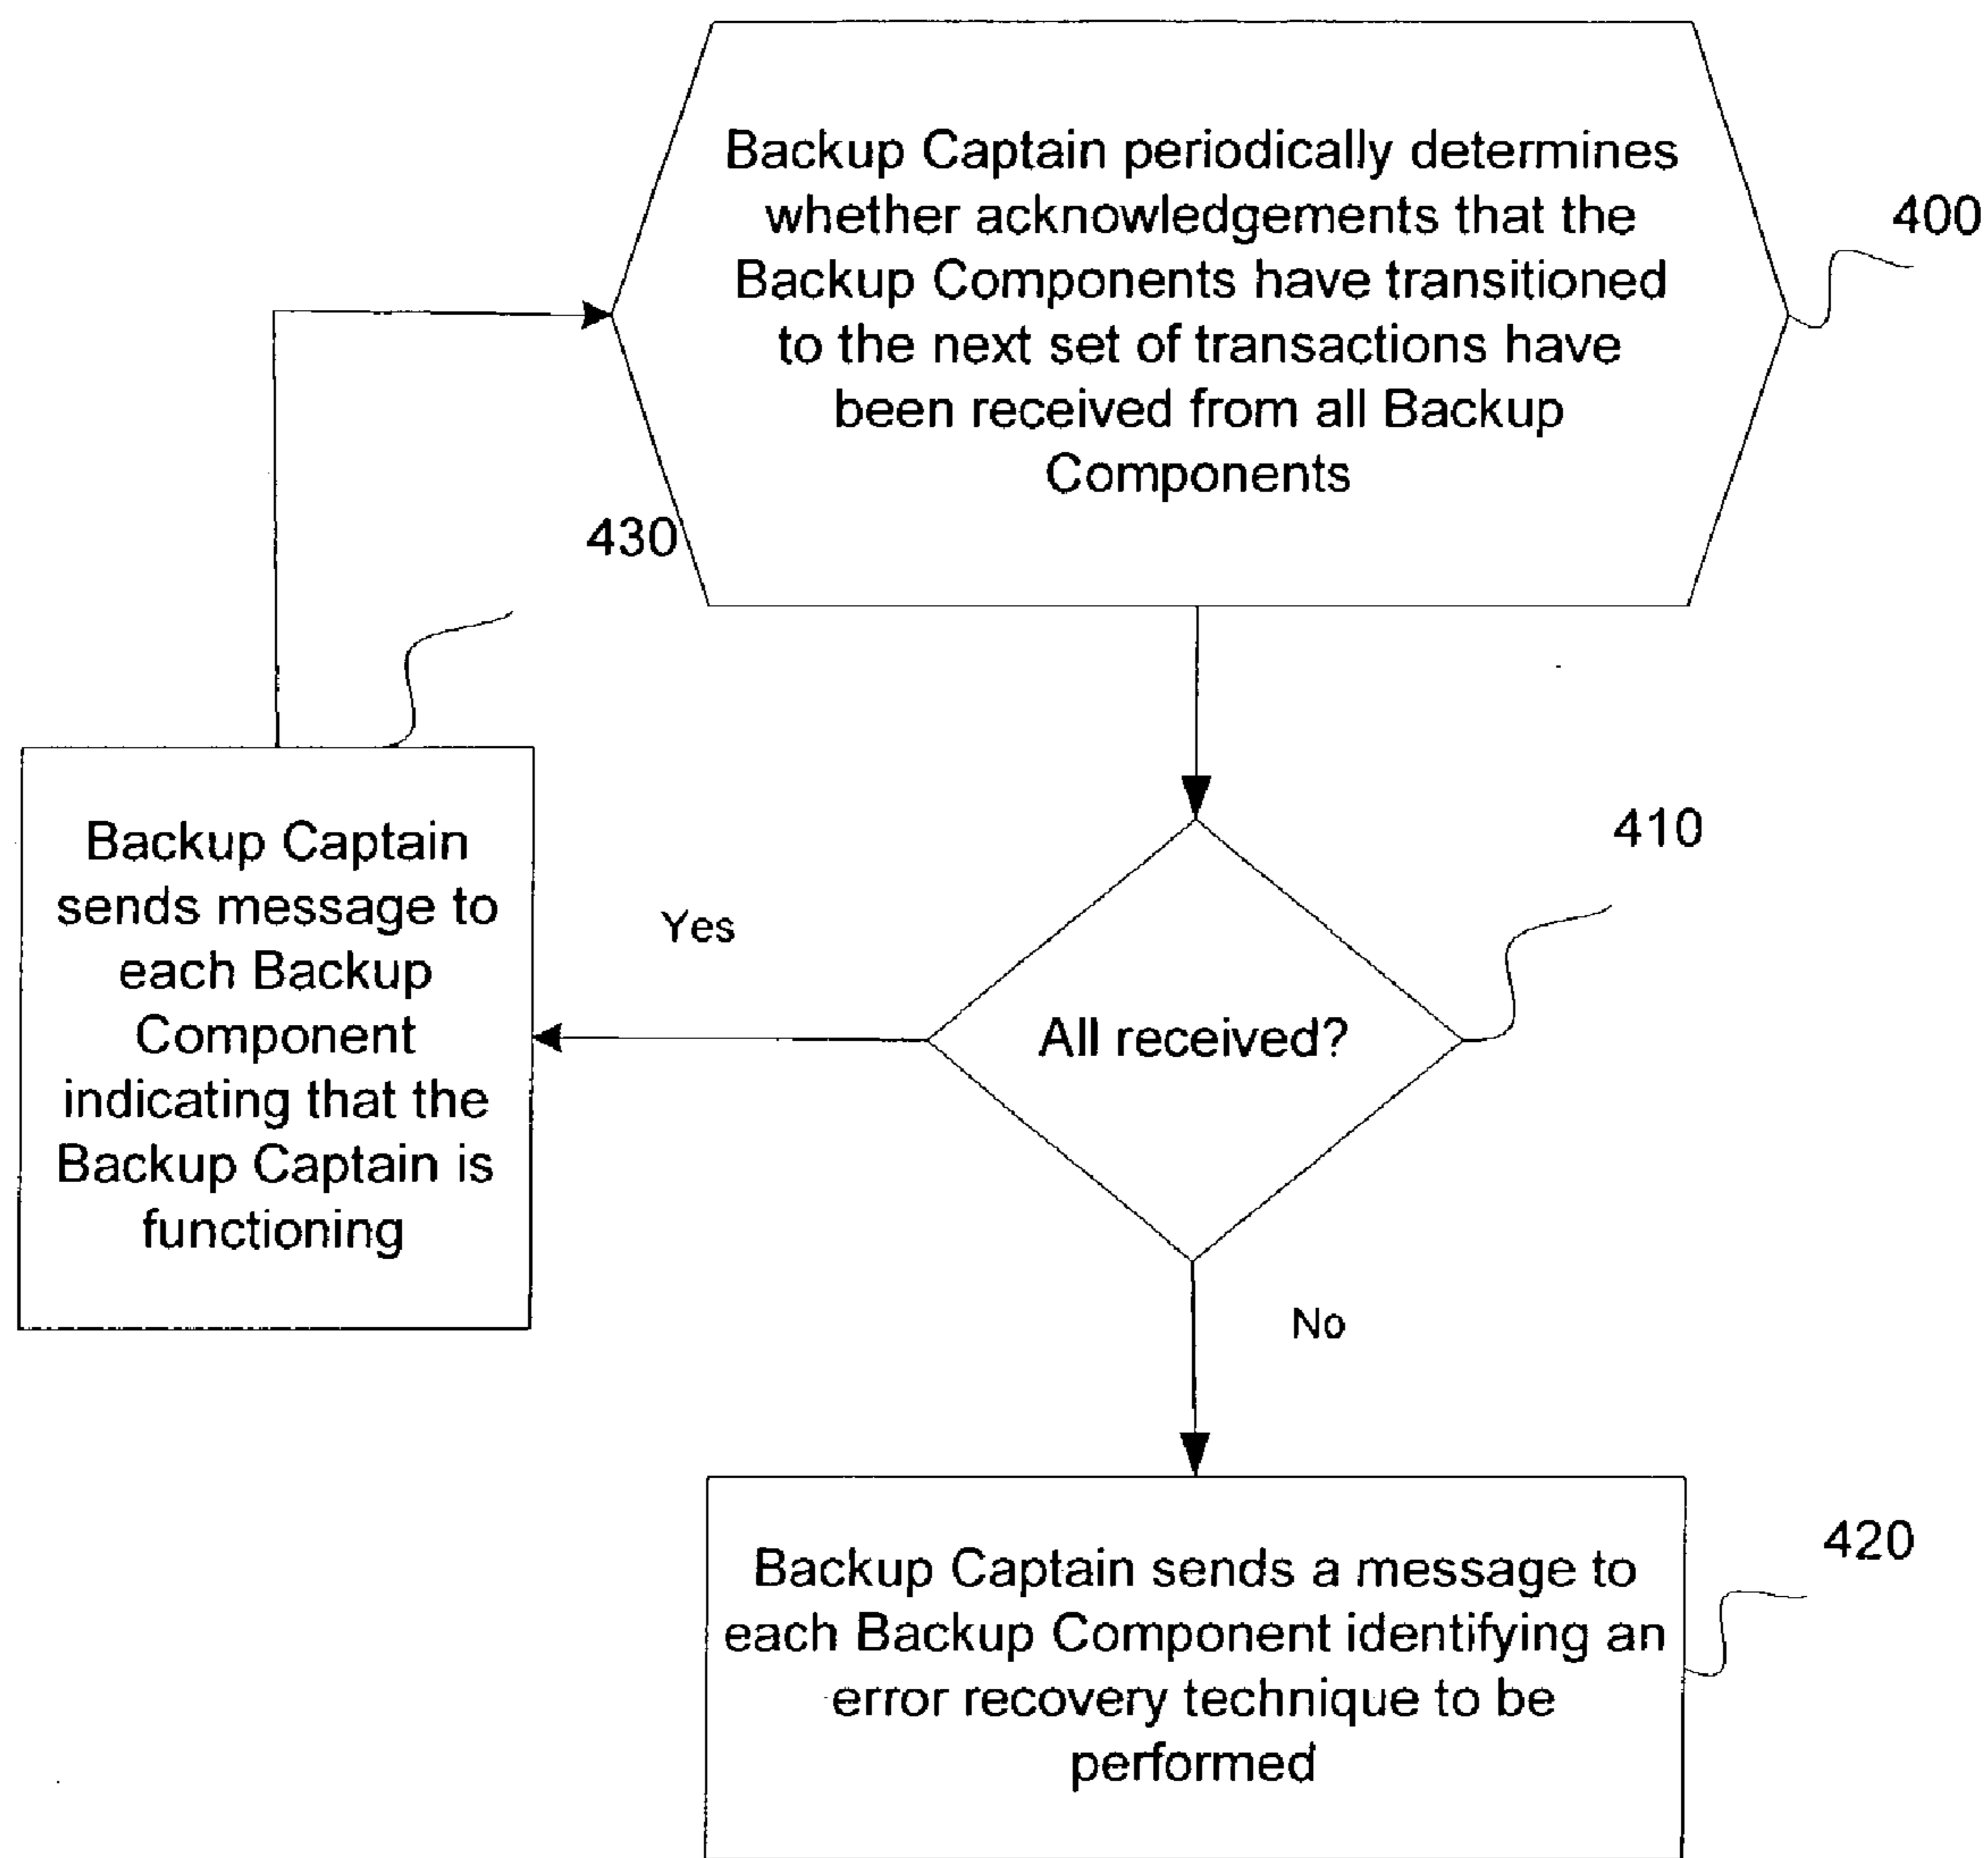 Backup Captain periodically determines
whether acknowledgements that the
Backup Components have transitioned
to the next set of transactions have
been received from all Backup
Components
400
430
Backup Captain
sends message to
each Backup
Component
indicating that the
Backup Captain is
functioning
Yes
All received?
410
No
Backup Captain sends a message to
each Backup Component identifying an
error recovery technique to be
performed
420